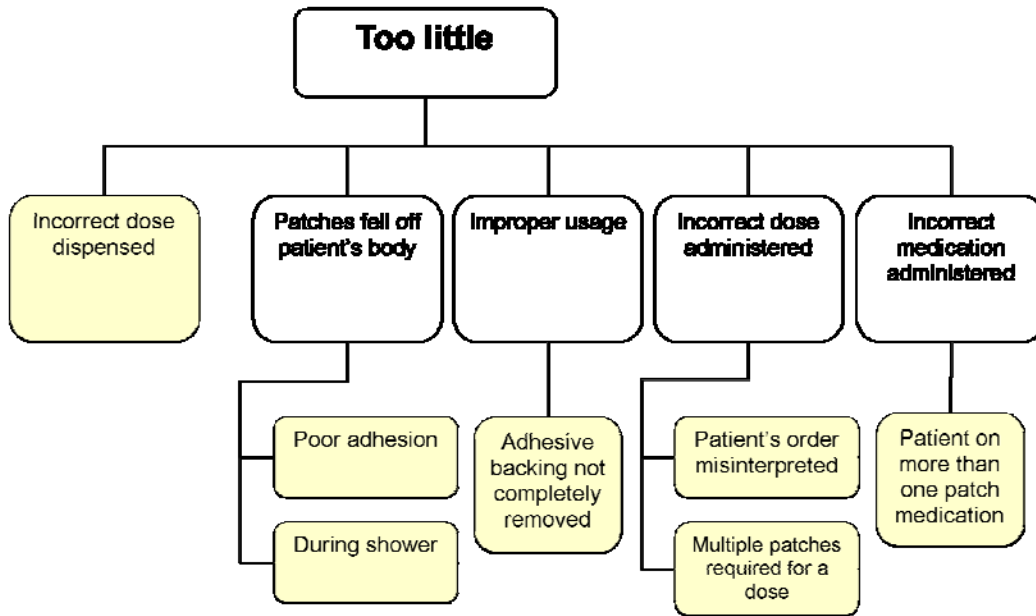 Too little
Incorrect dose
dispensed
Patches fell off
patient's body
Improper usage
Incorrect dose
administered
Incorrect
medication
administered
Poor adhesion
During shower
Adhesive
backing not
completely
removed
Patient's order
misinterpreted
Multiple patches
required for a
dose
Patient on
more than
one patch
medication